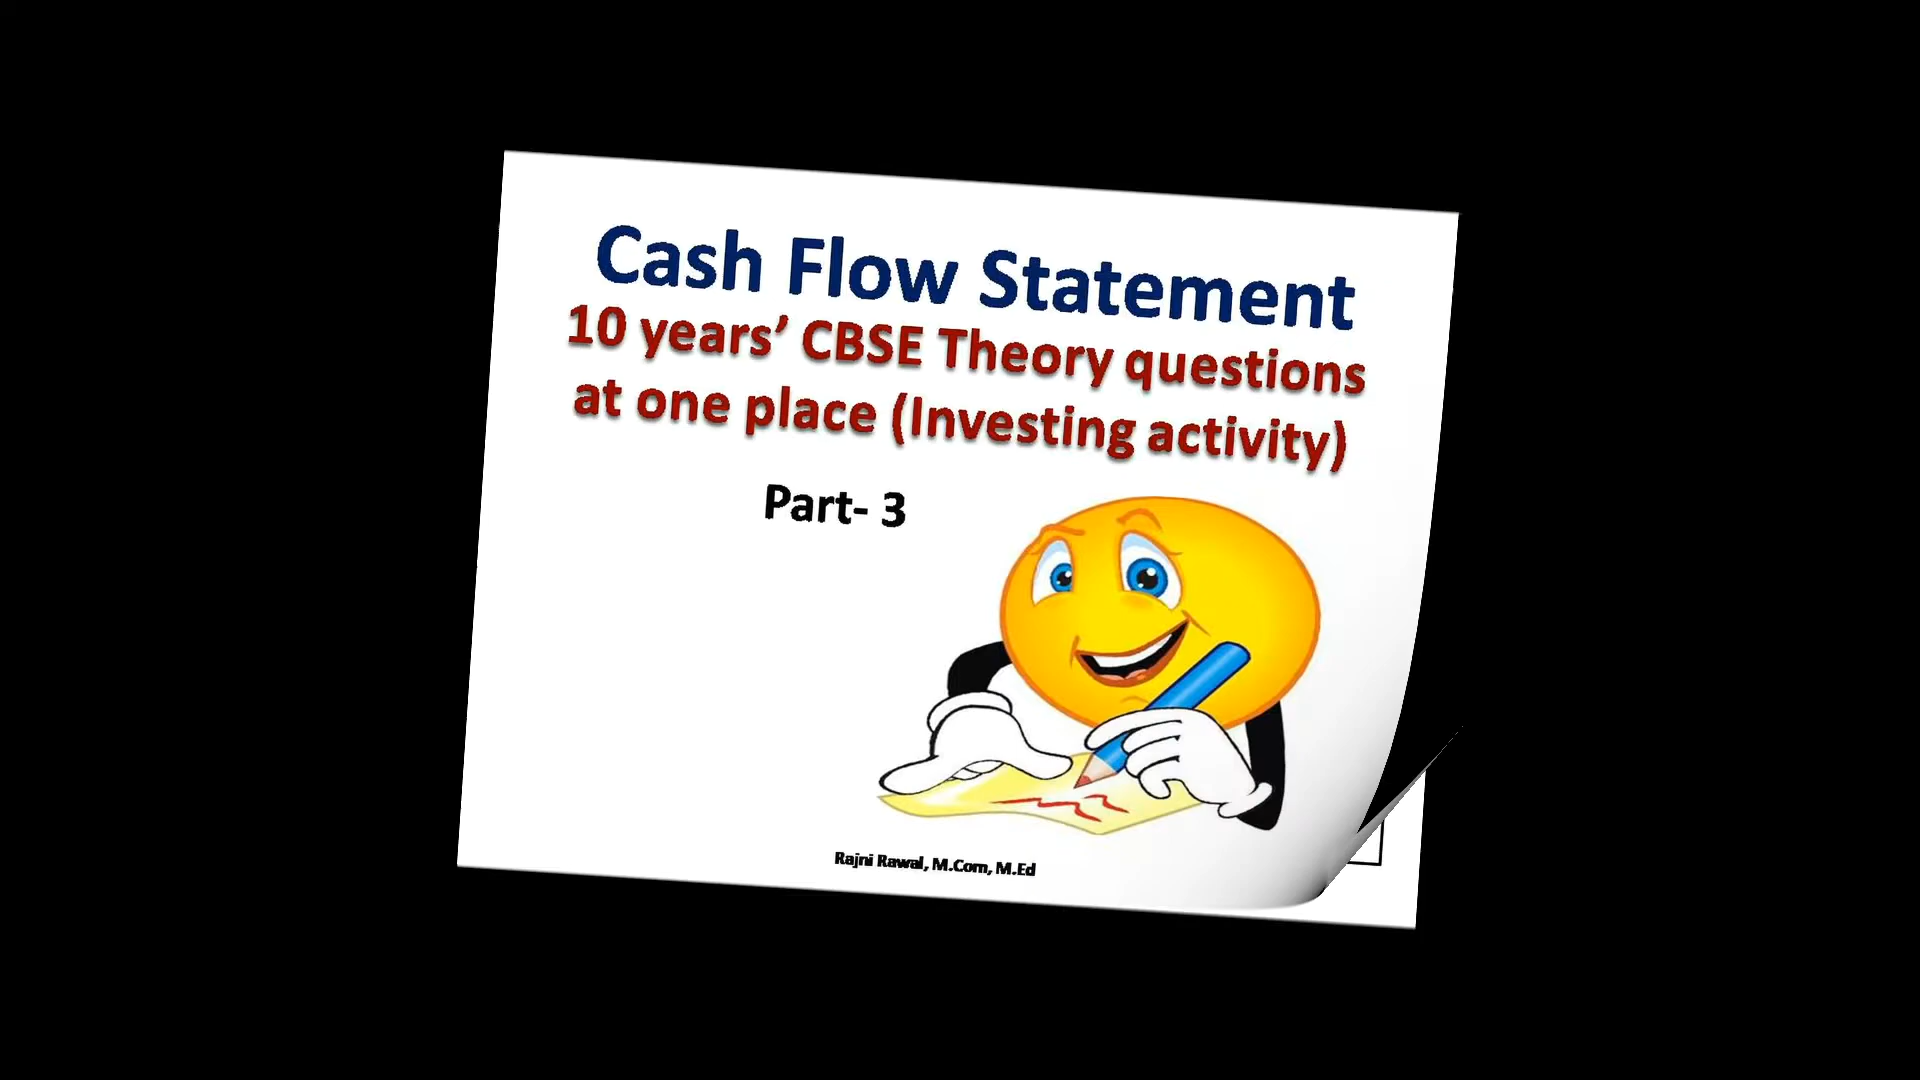 Cash Flow Statement
10 years’ CBSE Theory questions
at one place (Investing activity)
Part- 3
Rajni Rawal, M.Com, M.Ed